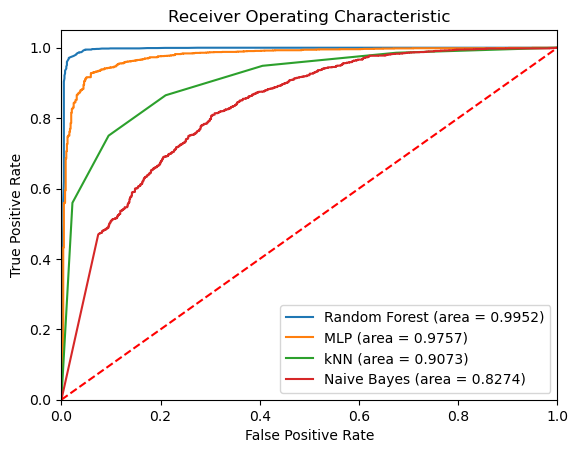 Receiver Operating Characteristic
True Positive Rate
1.0
0.8
0.6
0.4
0.2
0.0
Random Forest (area = 0.9952)
MLP (area = 0.9757)
kNN (area = 0.9073)
Naive Bayes (area = 0.8274)
0.0 0.2 0.4 0.6 0.8 1.0
False Positive Rate